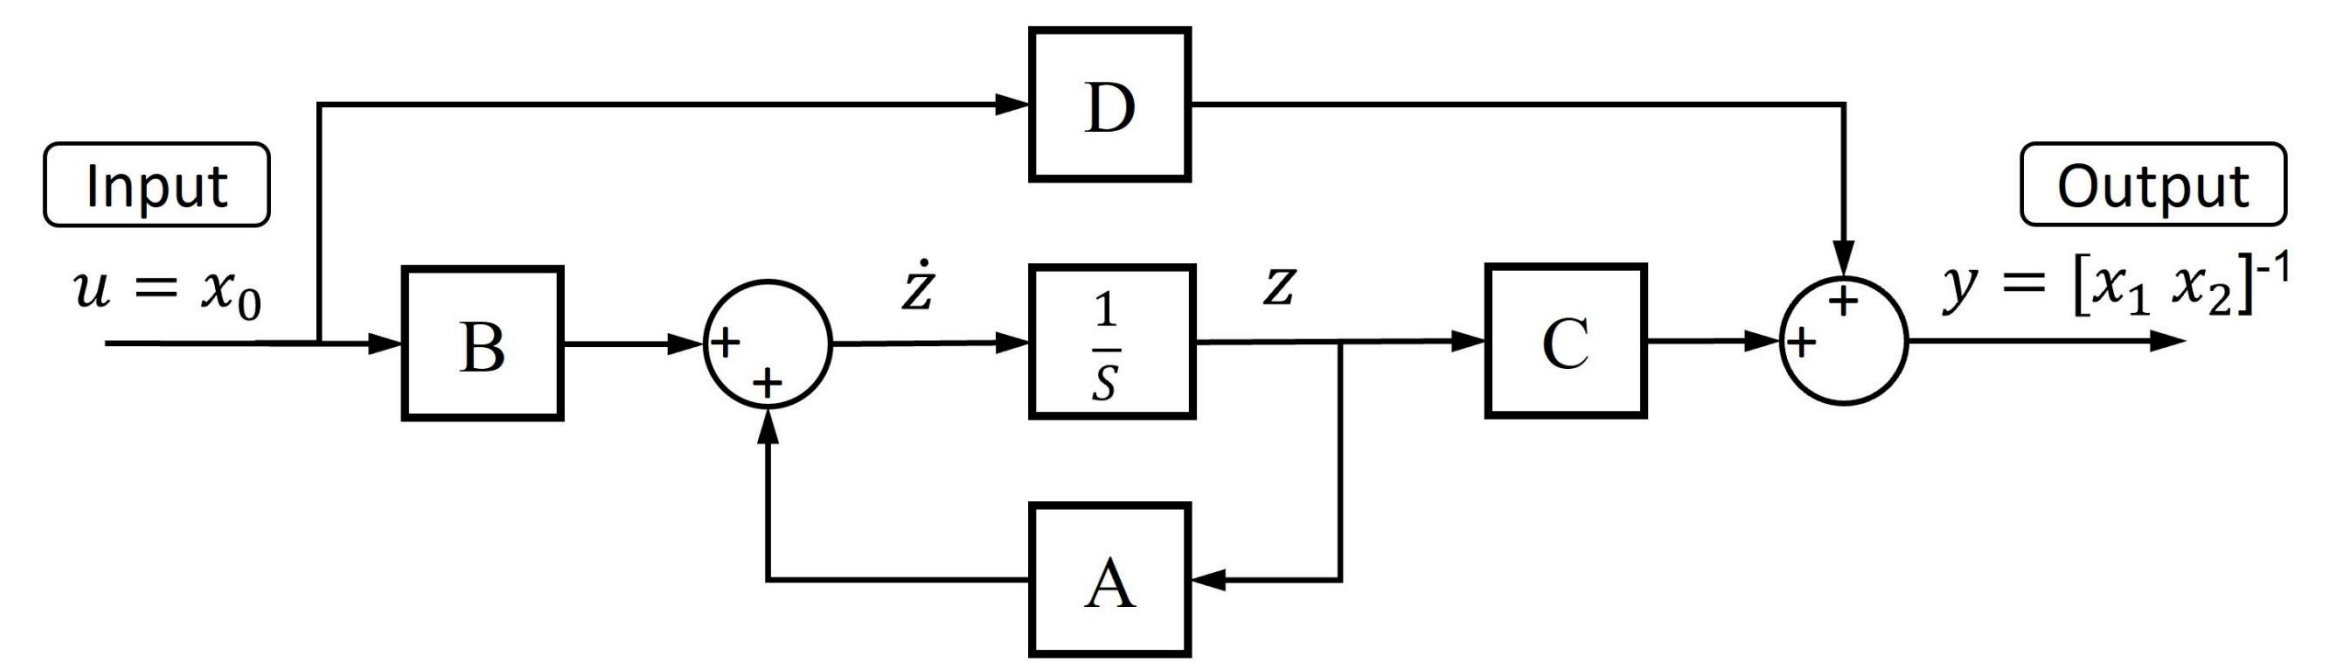 D
Input
Output
u = x₀
B
+
+
ż
1
—
S
z
C
+
+
y = [x₁ x₂]⁻¹
A